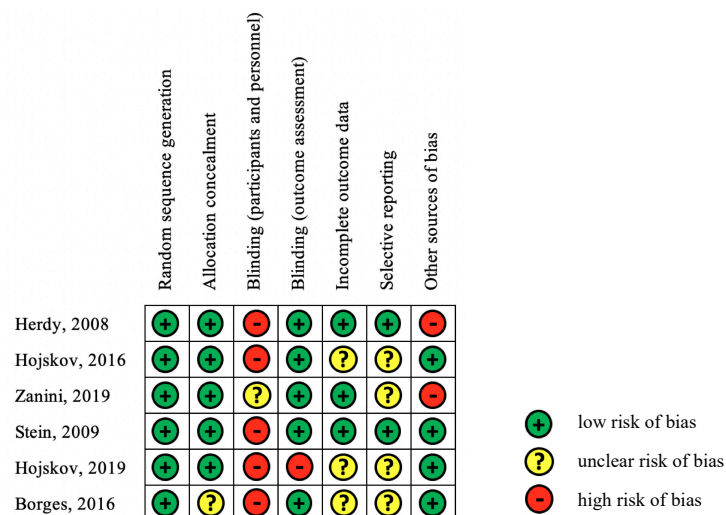 Random sequence generation
Allocation concealment
Blinding (participants and personnel)
Blinding (outcome assessment)
Incomplete outcome data
Selective reporting
Other sources of bias
Herdy, 2008 + + - + + + -
Hojskov, 2016 + + - + ? ? +
Zanini, 2019 + + ? + + ? -
Stein, 2009 + + - + + + +
Hojskov, 2019 + + - - ? ? +
Borges, 2016 + ? - + ? ? +
+ low risk of bias
? unclear risk of bias
- high risk of bias